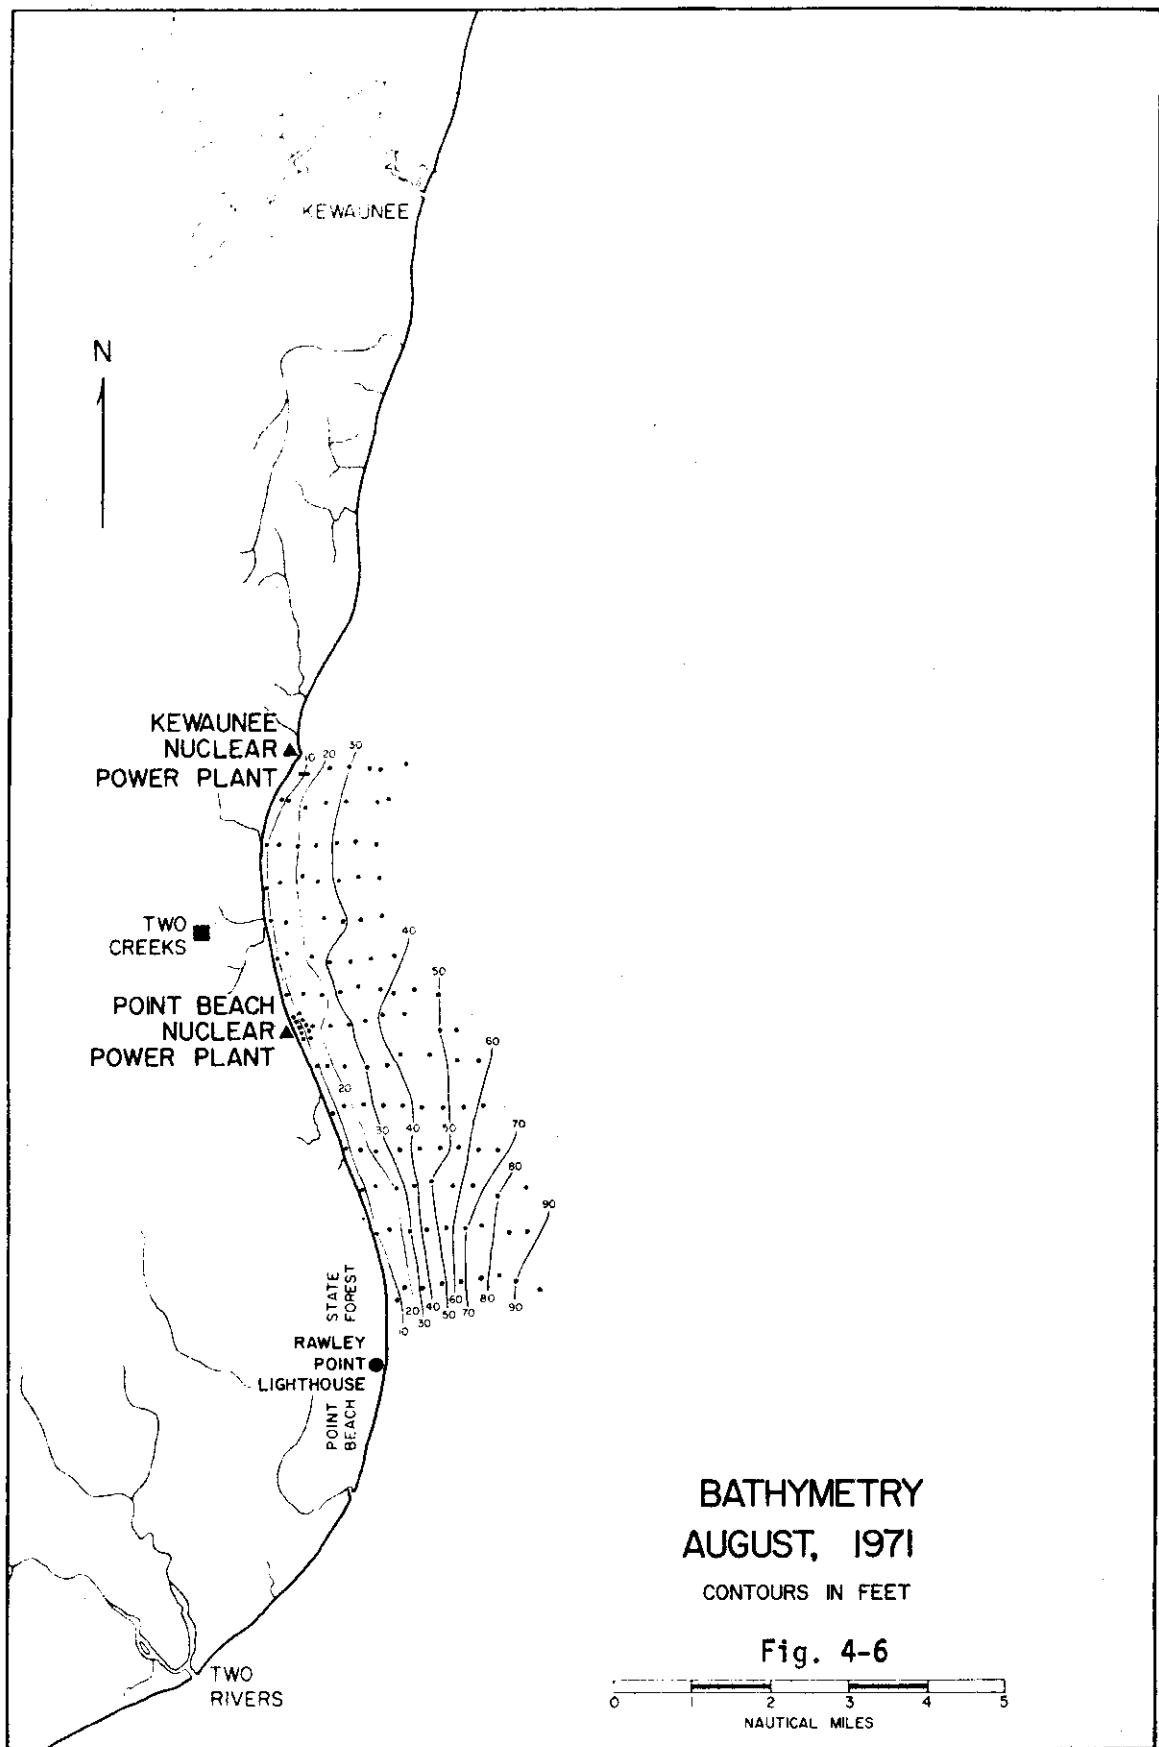 KEWAUNEE
N
KEWAUNEE
NUCLEAR
POWER PLANT
10
20
30
TWO
CREEKS
40
50
POINT BEACH
NUCLEAR
POWER PLANT
60
20
30
40
50
70
80
90
STATE
FOREST
10
20
30
40
50
60
70
80
90
RAWLEY
POINT
LIGHTHOUSE
POINT
BEACH
BATHYMETRY
AUGUST, 1971
CONTOURS IN FEET
Fig. 4-6
0 1 2 3 4 5
NAUTICAL MILES
TWO
RIVERS